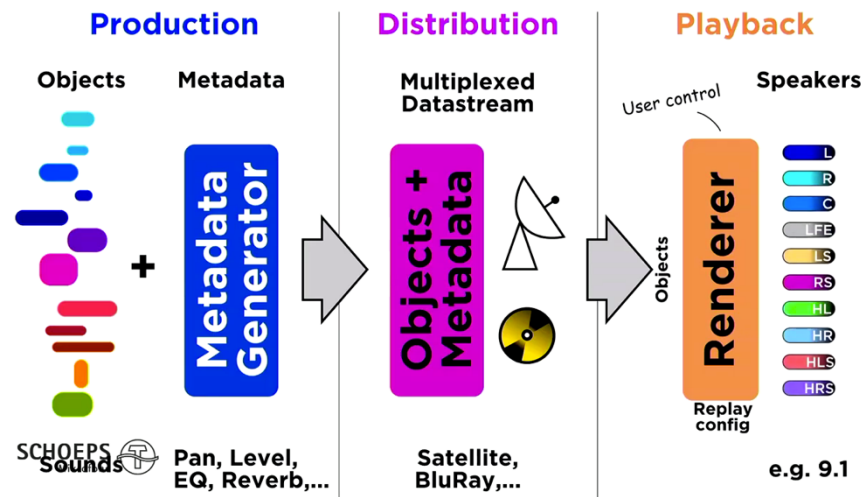 Production
Distribution
Playback
Objects
Metadata
Multiplexed
Datastream
User control
Speakers
Metadata
Generator
Objects +
Metadata
Objects
Renderer
L
R
C
LFE
LS
RS
HL
HR
HLS
HRS
+
Replay
config
SCHOEPS
Sounds
Pan, Level,
EQ, Reverb,...
Satellite,
BluRay,...
e.g. 9.1